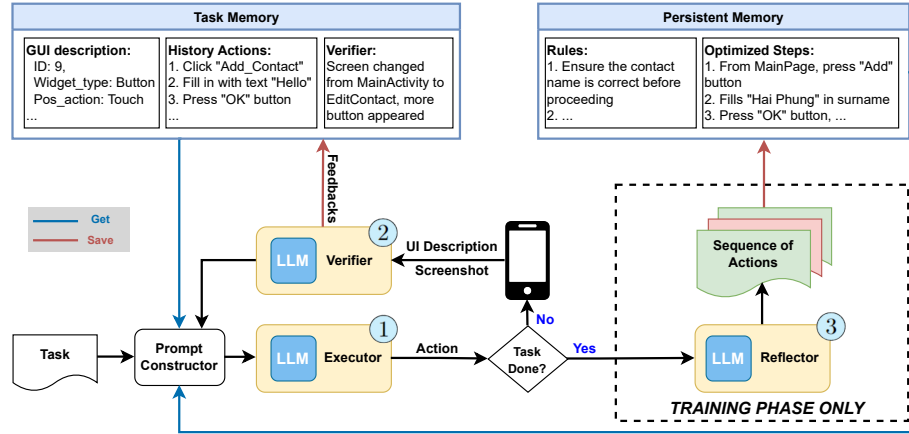 Task Memory
GUI description:
ID: 9,
Widget_type: Button
Pos_action: Touch
...
History Actions:
1. Click "Add_Contact"
2. Fill in with text "Hello"
3. Press "OK" button
...
Verifier:
Screen changed
from MainActivity to
EditContact, more
button appeared
Persistent Memory
Rules:
1. Ensure the contact
name is correct before
proceeding
2. ...
Optimized Steps:
1. From MainPage, press "Add"
button
2. Fills "Hai Phung" in surname
3. Press "OK" button, ...
Get
Save
Feedbacks
LLM
Verifier
2
UI Description
Screenshot
Sequence of
Actions
Task
Prompt
Constructor
LLM
Executor
1
Action
Task
Done?
No
Yes
LLM
Reflector
3
TRAINING PHASE ONLY